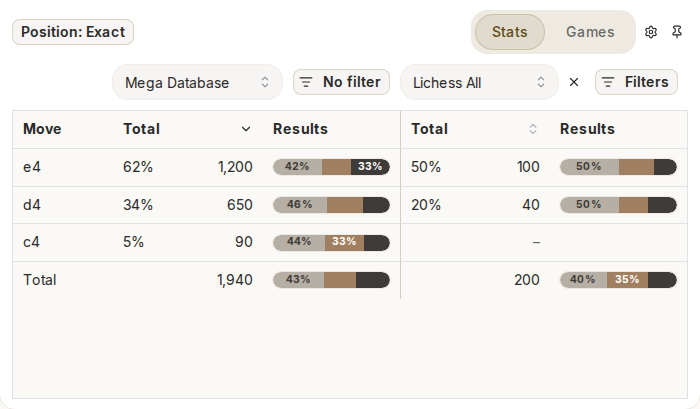 Position: Exact
Stats Games
Mega Database No filter Lichess All Filters
Move Total Results Total Results
e4 62% 1,200 42% 33% 50% 100 50%
d4 34% 650 46% 20% 40 50%
c4 5% 90 44% 33% –
Total 1,940 43% 200 40% 35%